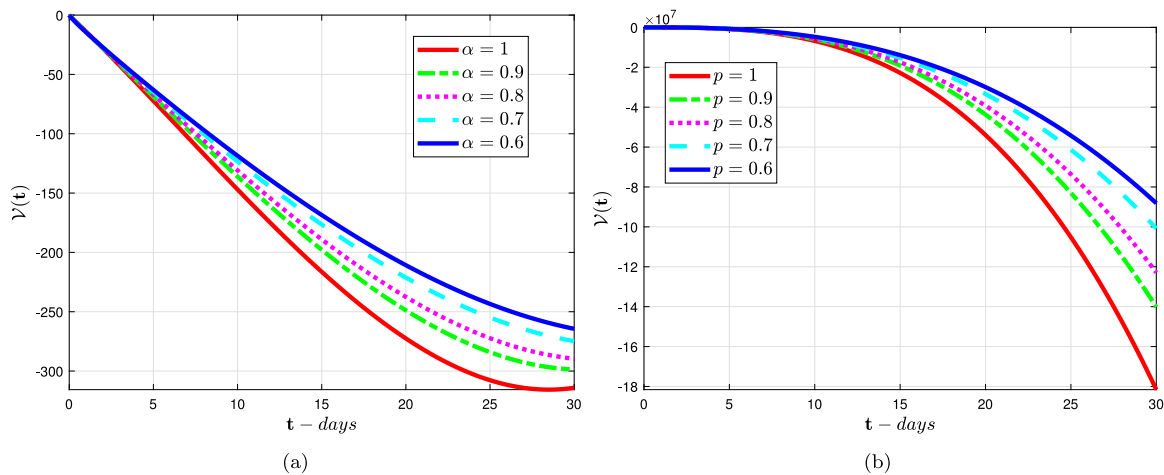 0
-50
-100
-150
-200
-250
-300
𝒱(t)
α = 1
α = 0.9
α = 0.8
α = 0.7
α = 0.6
0 5 10 15 20 25 30
t − days
(a)
×10⁷
0
-2
-4
-6
-8
-10
-12
-14
-16
-18
𝒱(t)
p = 1
p = 0.9
p = 0.8
p = 0.7
p = 0.6
0 5 10 15 20 25 30
t − days
(b)